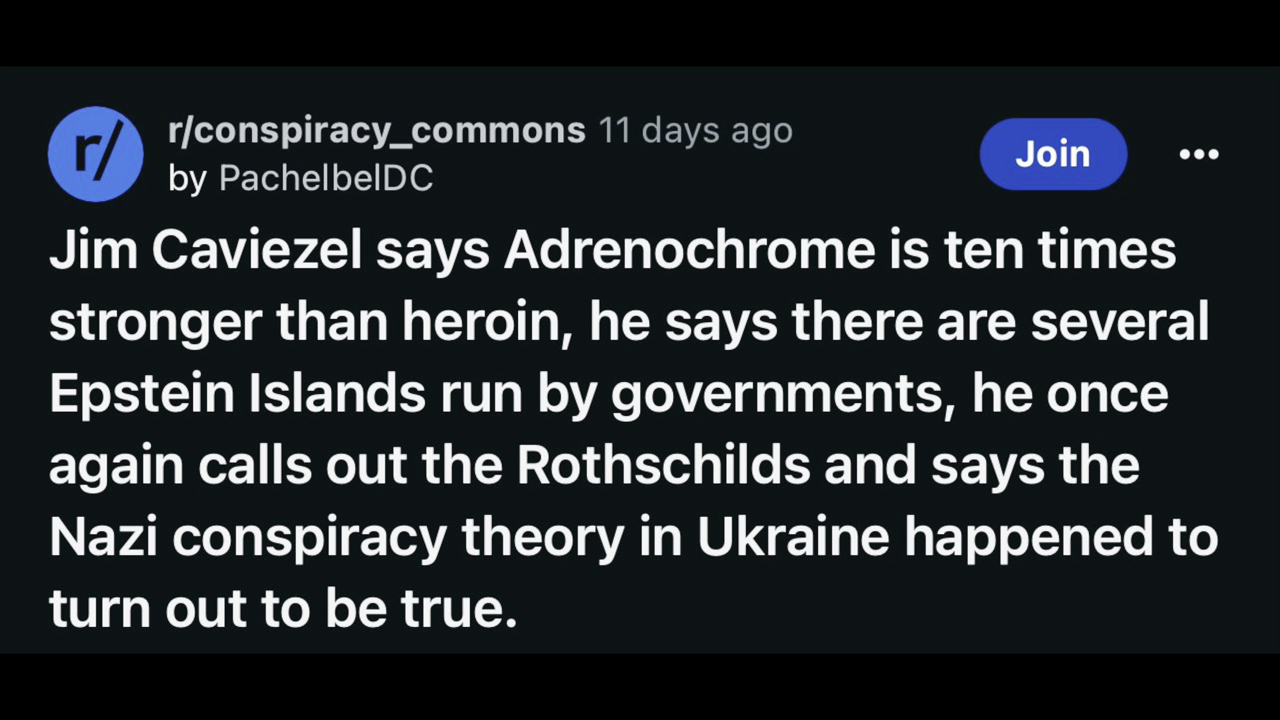 r/
r/conspiracy_commons 11 days ago
by PachelbelDC
Join
Jim Caviezel says Adrenochrome is ten times
stronger than heroin, he says there are several
Epstein Islands run by governments, he once
again calls out the Rothschilds and says the
Nazi conspiracy theory in Ukraine happened to
turn out to be true.